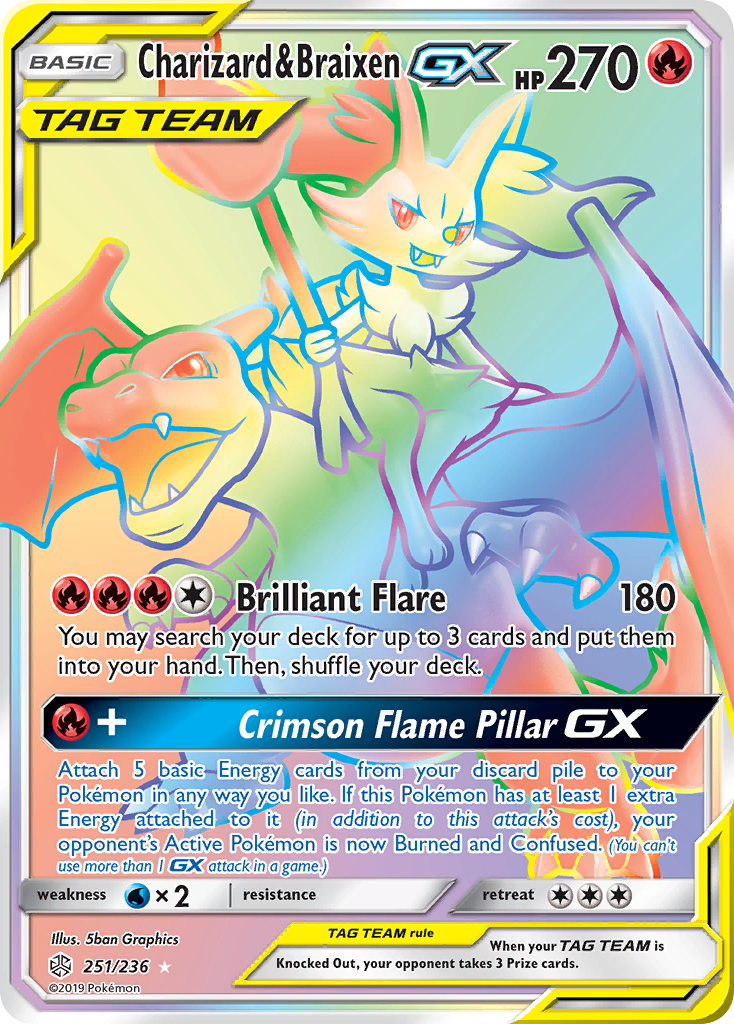 BASIC Charizard&Braixen GX HP270
TAG TEAM
Brilliant Flare 180
You may search your deck for up to 3 cards and put them
into your hand. Then, shuffle your deck.
+ Crimson Flame Pillar GX
Attach 5 basic Energy cards from your discard pile to your
Pokémon in any way you like. If this Pokémon has at least 1 extra
Energy attached to it (in addition to this attack's cost), your
opponent's Active Pokémon is now Burned and Confused. (You can't
use more than 1 GX attack in a game.)
weakness ×2 resistance retreat
Illus. 5ban Graphics
251/236
©2019 Pokémon
TAG TEAM rule
When your TAG TEAM is
Knocked Out, your opponent takes 3 Prize cards.